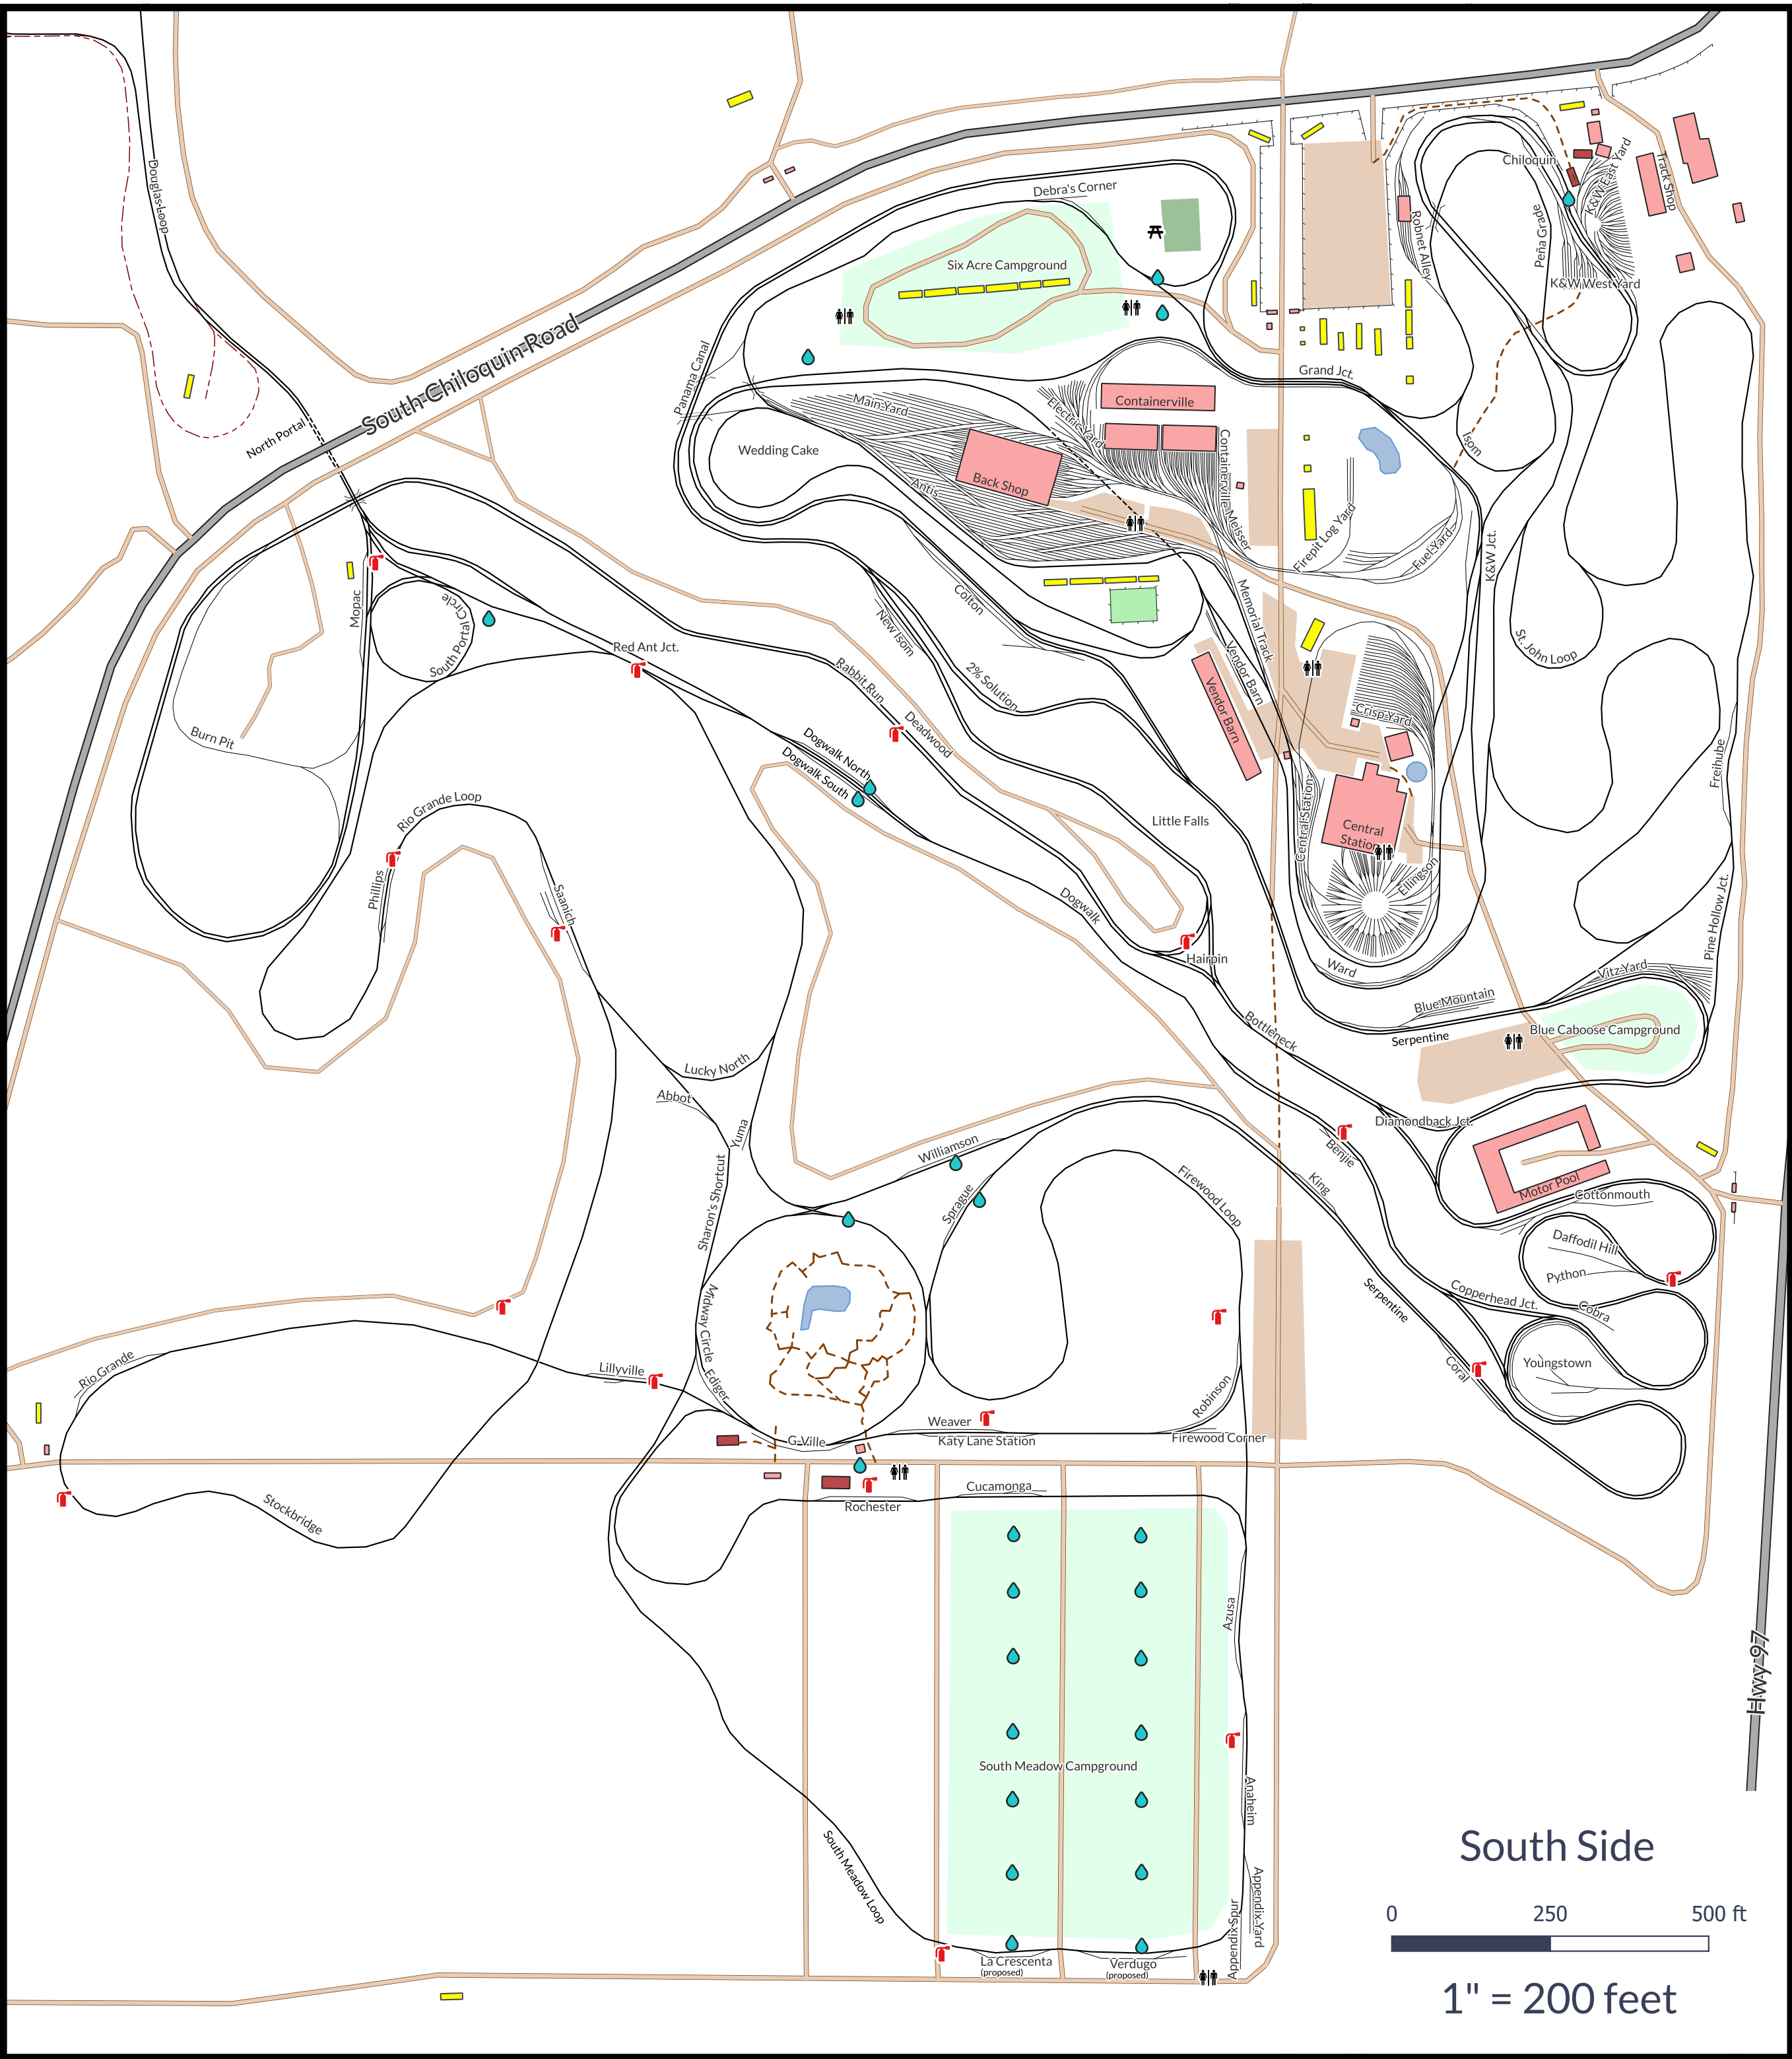 Douglas Loop
South Chiloquin Road
North Portal
Debra's Corner
Six Acre Campground
Panama Canal
Chiloquin
K&W East Yard
Track Shop
Robnet Alley
Peña Grade
K&W West Yard
Grand Jct.
Main Yard
Electric Yard
Containerville
Wedding Cake
Back Shop
Antis
Containerville
Meisser
Isom
Firepit Log Yard
Fuel Yard
K&W Jct.
Mopac
South Portal Circle
Red Ant Jct.
Colton
New Isom
2% Solution
Memorial Track
Vendor Barn
Vendor Barn
St. John Loop
Rabbit Run
Deadwood
Burn Pit
Crisp Yard
Dogwalk North
Dogwalk South
Freihube
Rio Grande Loop
Little Falls
Central Station
Central
Station
Ellingson
Phillips
Saanich
Dogwalk
Hairpin
Ward
Pine Hollow Jct.
Vitz Yard
Blue Mountain
Serpentine
Blue Caboose Campground
Bottleneck
Lucky North
Abbot
Yuma
Diamondback Jct.
Benjie
Williamson
Sprague
Firewood Loop
King
Motor Pool
Cottonmouth
Sharon's Shortcut
Daffodil Hill
Python
Copperhead Jct.
Cobra
Serpentine
Midway Circle
Ediger
Youngstown
Coral
Rio Grande
Lillyville
Robinson
Weaver
Katy Lane Station
Firewood Corner
G-Ville
Cucamonga
Rochester
Stockbridge
Azusa
South Meadow Campground
Anaheim
Hwy 97
South Meadow Loop
Appendix Yard
Appendix Spur
La Crescenta
(proposed)
Verdugo
(proposed)
South Side
0 250 500 ft
1" = 200 feet